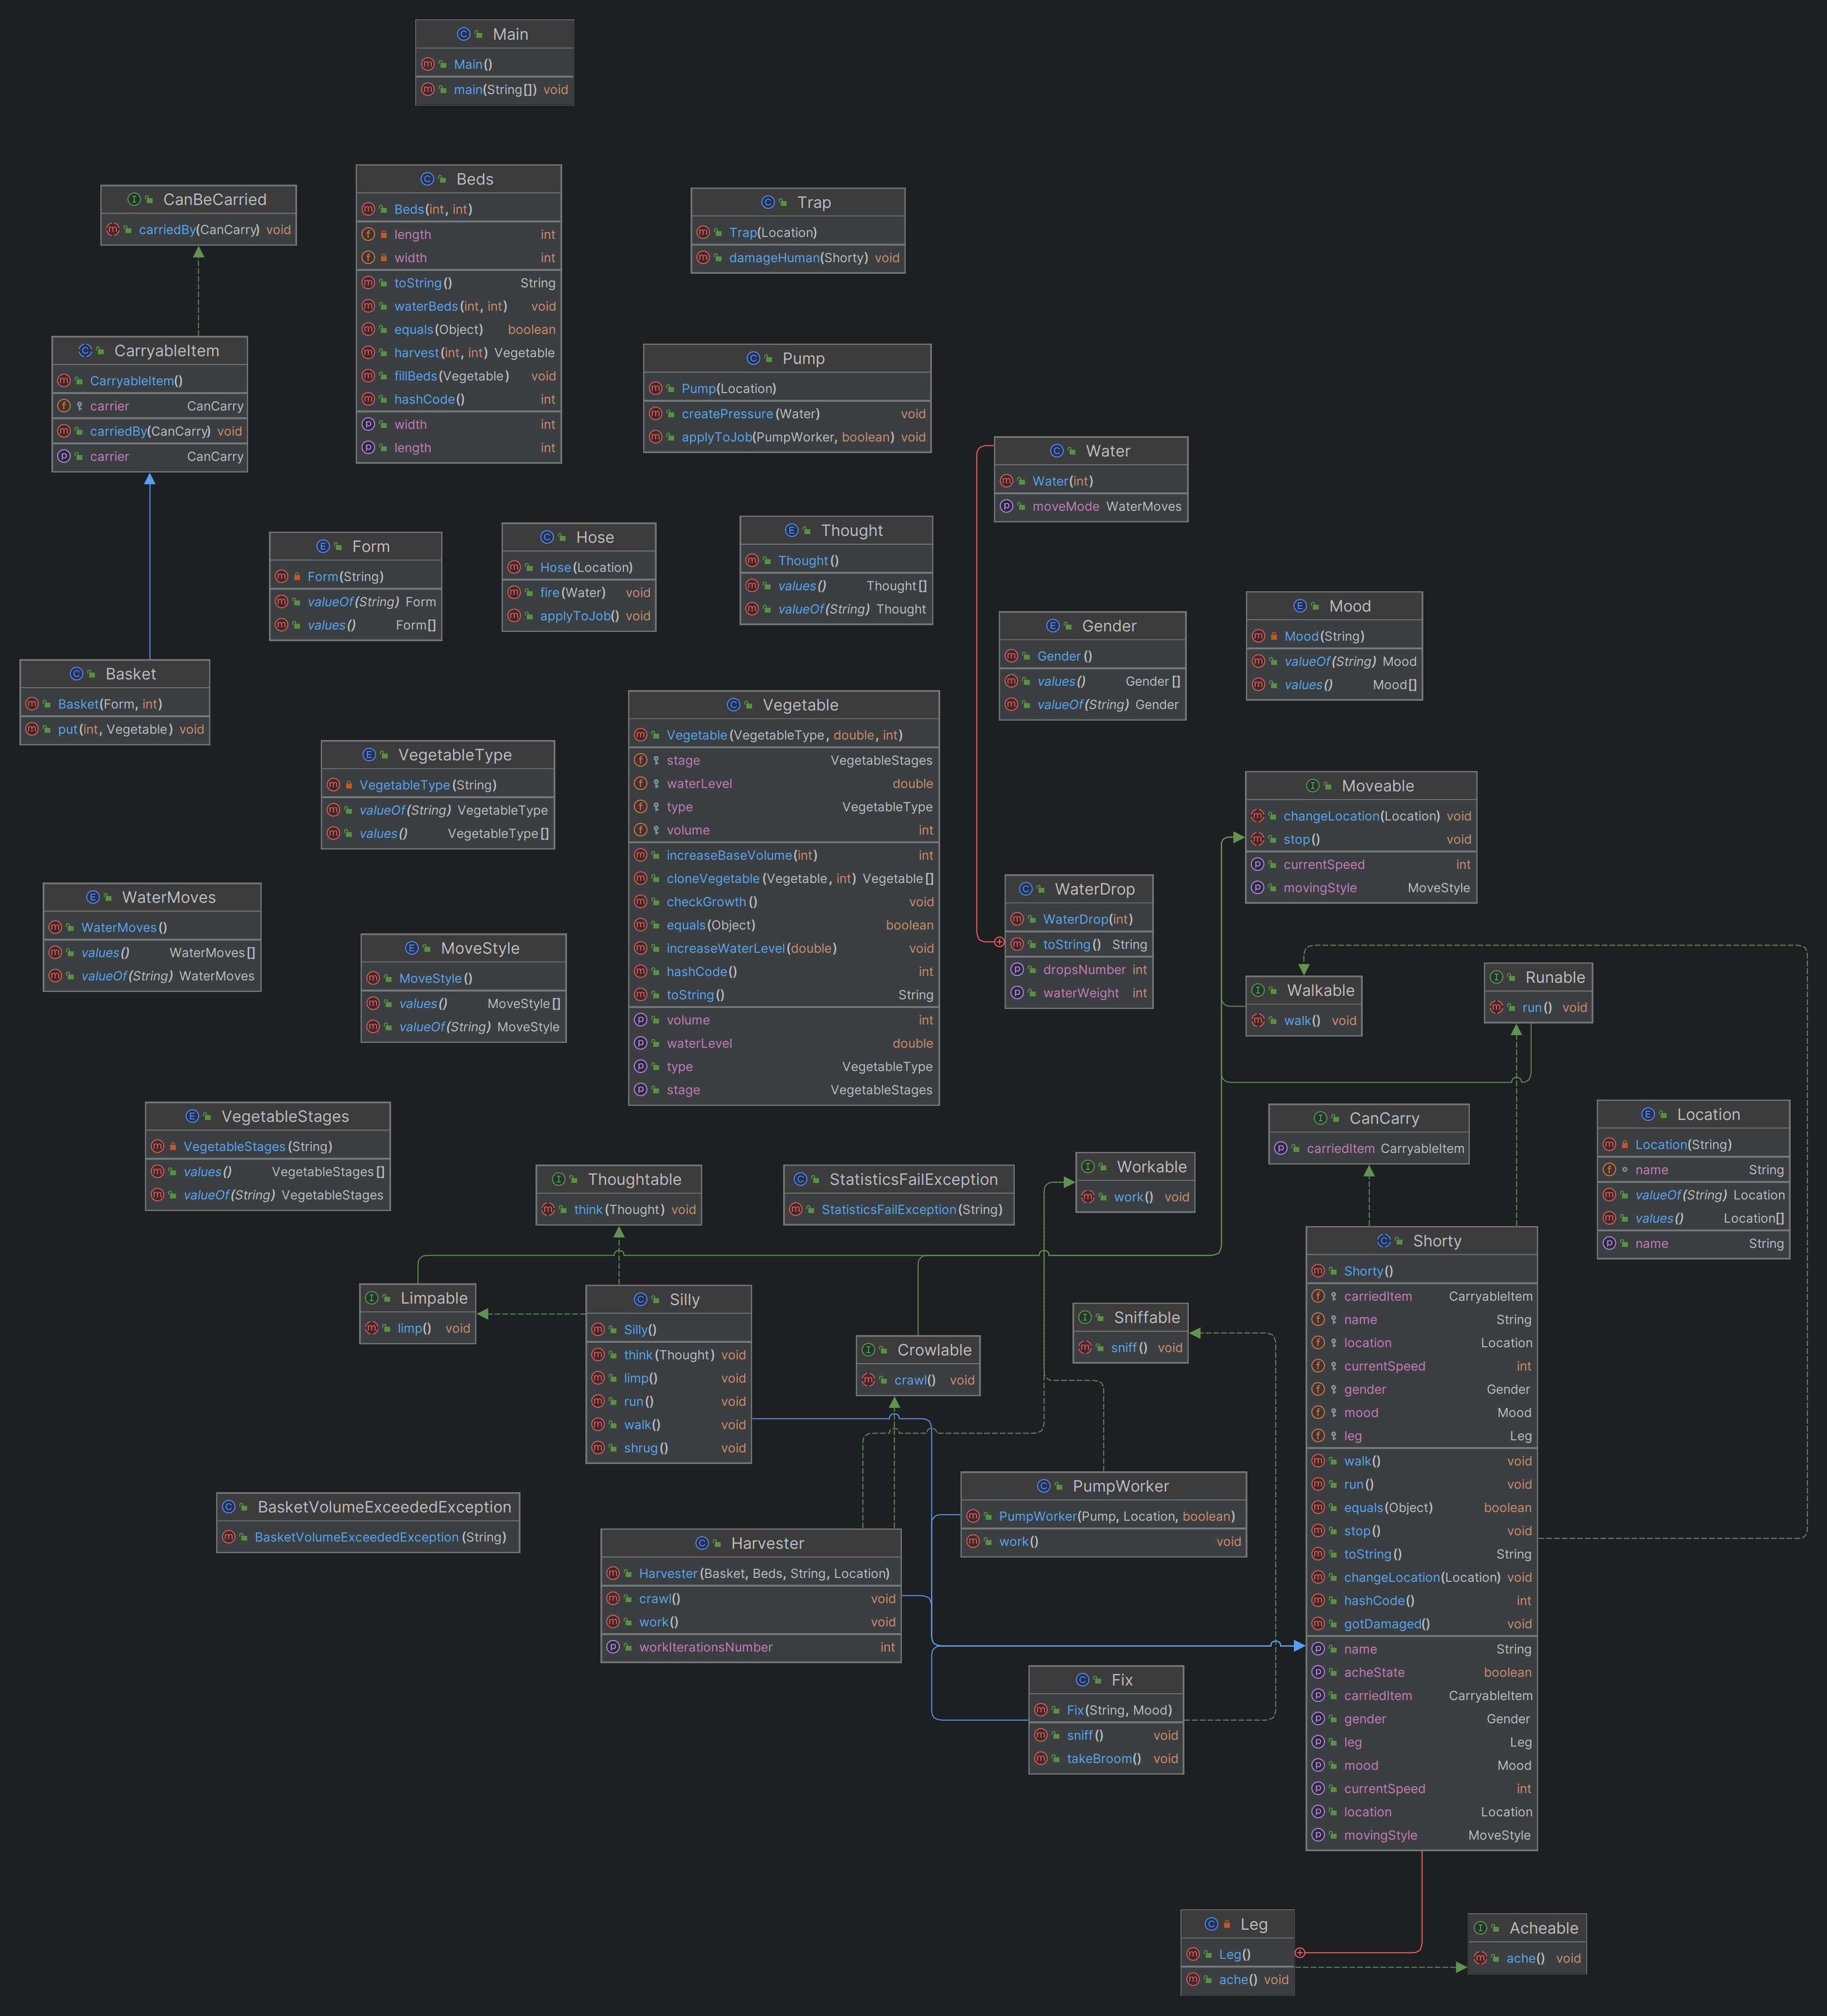 Main
Main()
main(String[]) void
CanBeCarried
carriedBy(CanCarry) void
Beds
Beds(int, int)
length int
width int
toString() String
waterBeds(int, int) void
equals(Object) boolean
harvest(int, int) Vegetable
fillBeds(Vegetable) void
hashCode() int
width int
length int
Trap
Trap(Location)
damageHuman(Shorty) void
CarryableItem
CarryableItem()
carrier CanCarry
carriedBy(CanCarry) void
carrier CanCarry
Pump
Pump(Location)
createPressure(Water) void
applyToJob(PumpWorker, boolean) void
Water
Water(int)
moveMode WaterMoves
Form
Form(String)
valueOf(String) Form
values() Form[]
Hose
Hose(Location)
fire(Water) void
applyToJob() void
Thought
Thought()
values() Thought[]
valueOf(String) Thought
Gender
Gender()
values() Gender[]
valueOf(String) Gender
Mood
Mood(String)
valueOf(String) Mood
values() Mood[]
Basket
Basket(Form, int)
put(int, Vegetable) void
VegetableType
VegetableType(String)
valueOf(String) VegetableType
values() VegetableType[]
Vegetable
Vegetable(VegetableType, double, int)
stage VegetableStages
waterLevel double
type VegetableType
volume int
increaseBaseVolume(int) int
cloneVegetable(Vegetable, int) Vegetable[]
checkGrowth() void
equals(Object) boolean
increaseWaterLevel(double) void
hashCode() int
toString() String
volume int
waterLevel double
type VegetableType
stage VegetableStages
Moveable
changeLocation(Location) void
stop() void
currentSpeed int
movingStyle MoveStyle
WaterMoves
WaterMoves()
values() WaterMoves[]
valueOf(String) WaterMoves
MoveStyle
MoveStyle()
values() MoveStyle[]
valueOf(String) MoveStyle
WaterDrop
WaterDrop(int)
toString() String
dropsNumber int
waterWeight int
Walkable
walk() void
Runable
run() void
VegetableStages
VegetableStages(String)
values() VegetableStages[]
valueOf(String) VegetableStages
Thoughtable
think(Thought) void
StatisticsFailException
StatisticsFailException(String)
Workable
work() void
CanCarry
carriedItem CarryableItem
Location
Location(String)
name String
valueOf(String) Location
values() Location[]
name String
Limpable
limp() void
Silly
Silly()
think(Thought) void
limp() void
run() void
walk() void
shrug() void
Crowlable
crawl() void
Sniffable
sniff() void
Shorty
Shorty()
carriedItem CarryableItem
name String
location Location
currentSpeed int
gender Gender
mood Mood
leg Leg
walk() void
run() void
equals(Object) boolean
stop() void
toString() String
changeLocation(Location) void
hashCode() int
gotDamaged() void
name String
acheState boolean
carriedItem CarryableItem
gender Gender
leg Leg
mood Mood
currentSpeed int
location Location
movingStyle MoveStyle
BasketVolumeExceededException
BasketVolumeExceededException(String)
Harvester
Harvester(Basket, Beds, String, Location)
crawl() void
work() void
workIterationsNumber int
PumpWorker
PumpWorker(Pump, Location, boolean)
work() void
Fix
Fix(String, Mood)
sniff() void
takeBroom() void
Leg
Leg()
ache() void
Acheable
ache() void